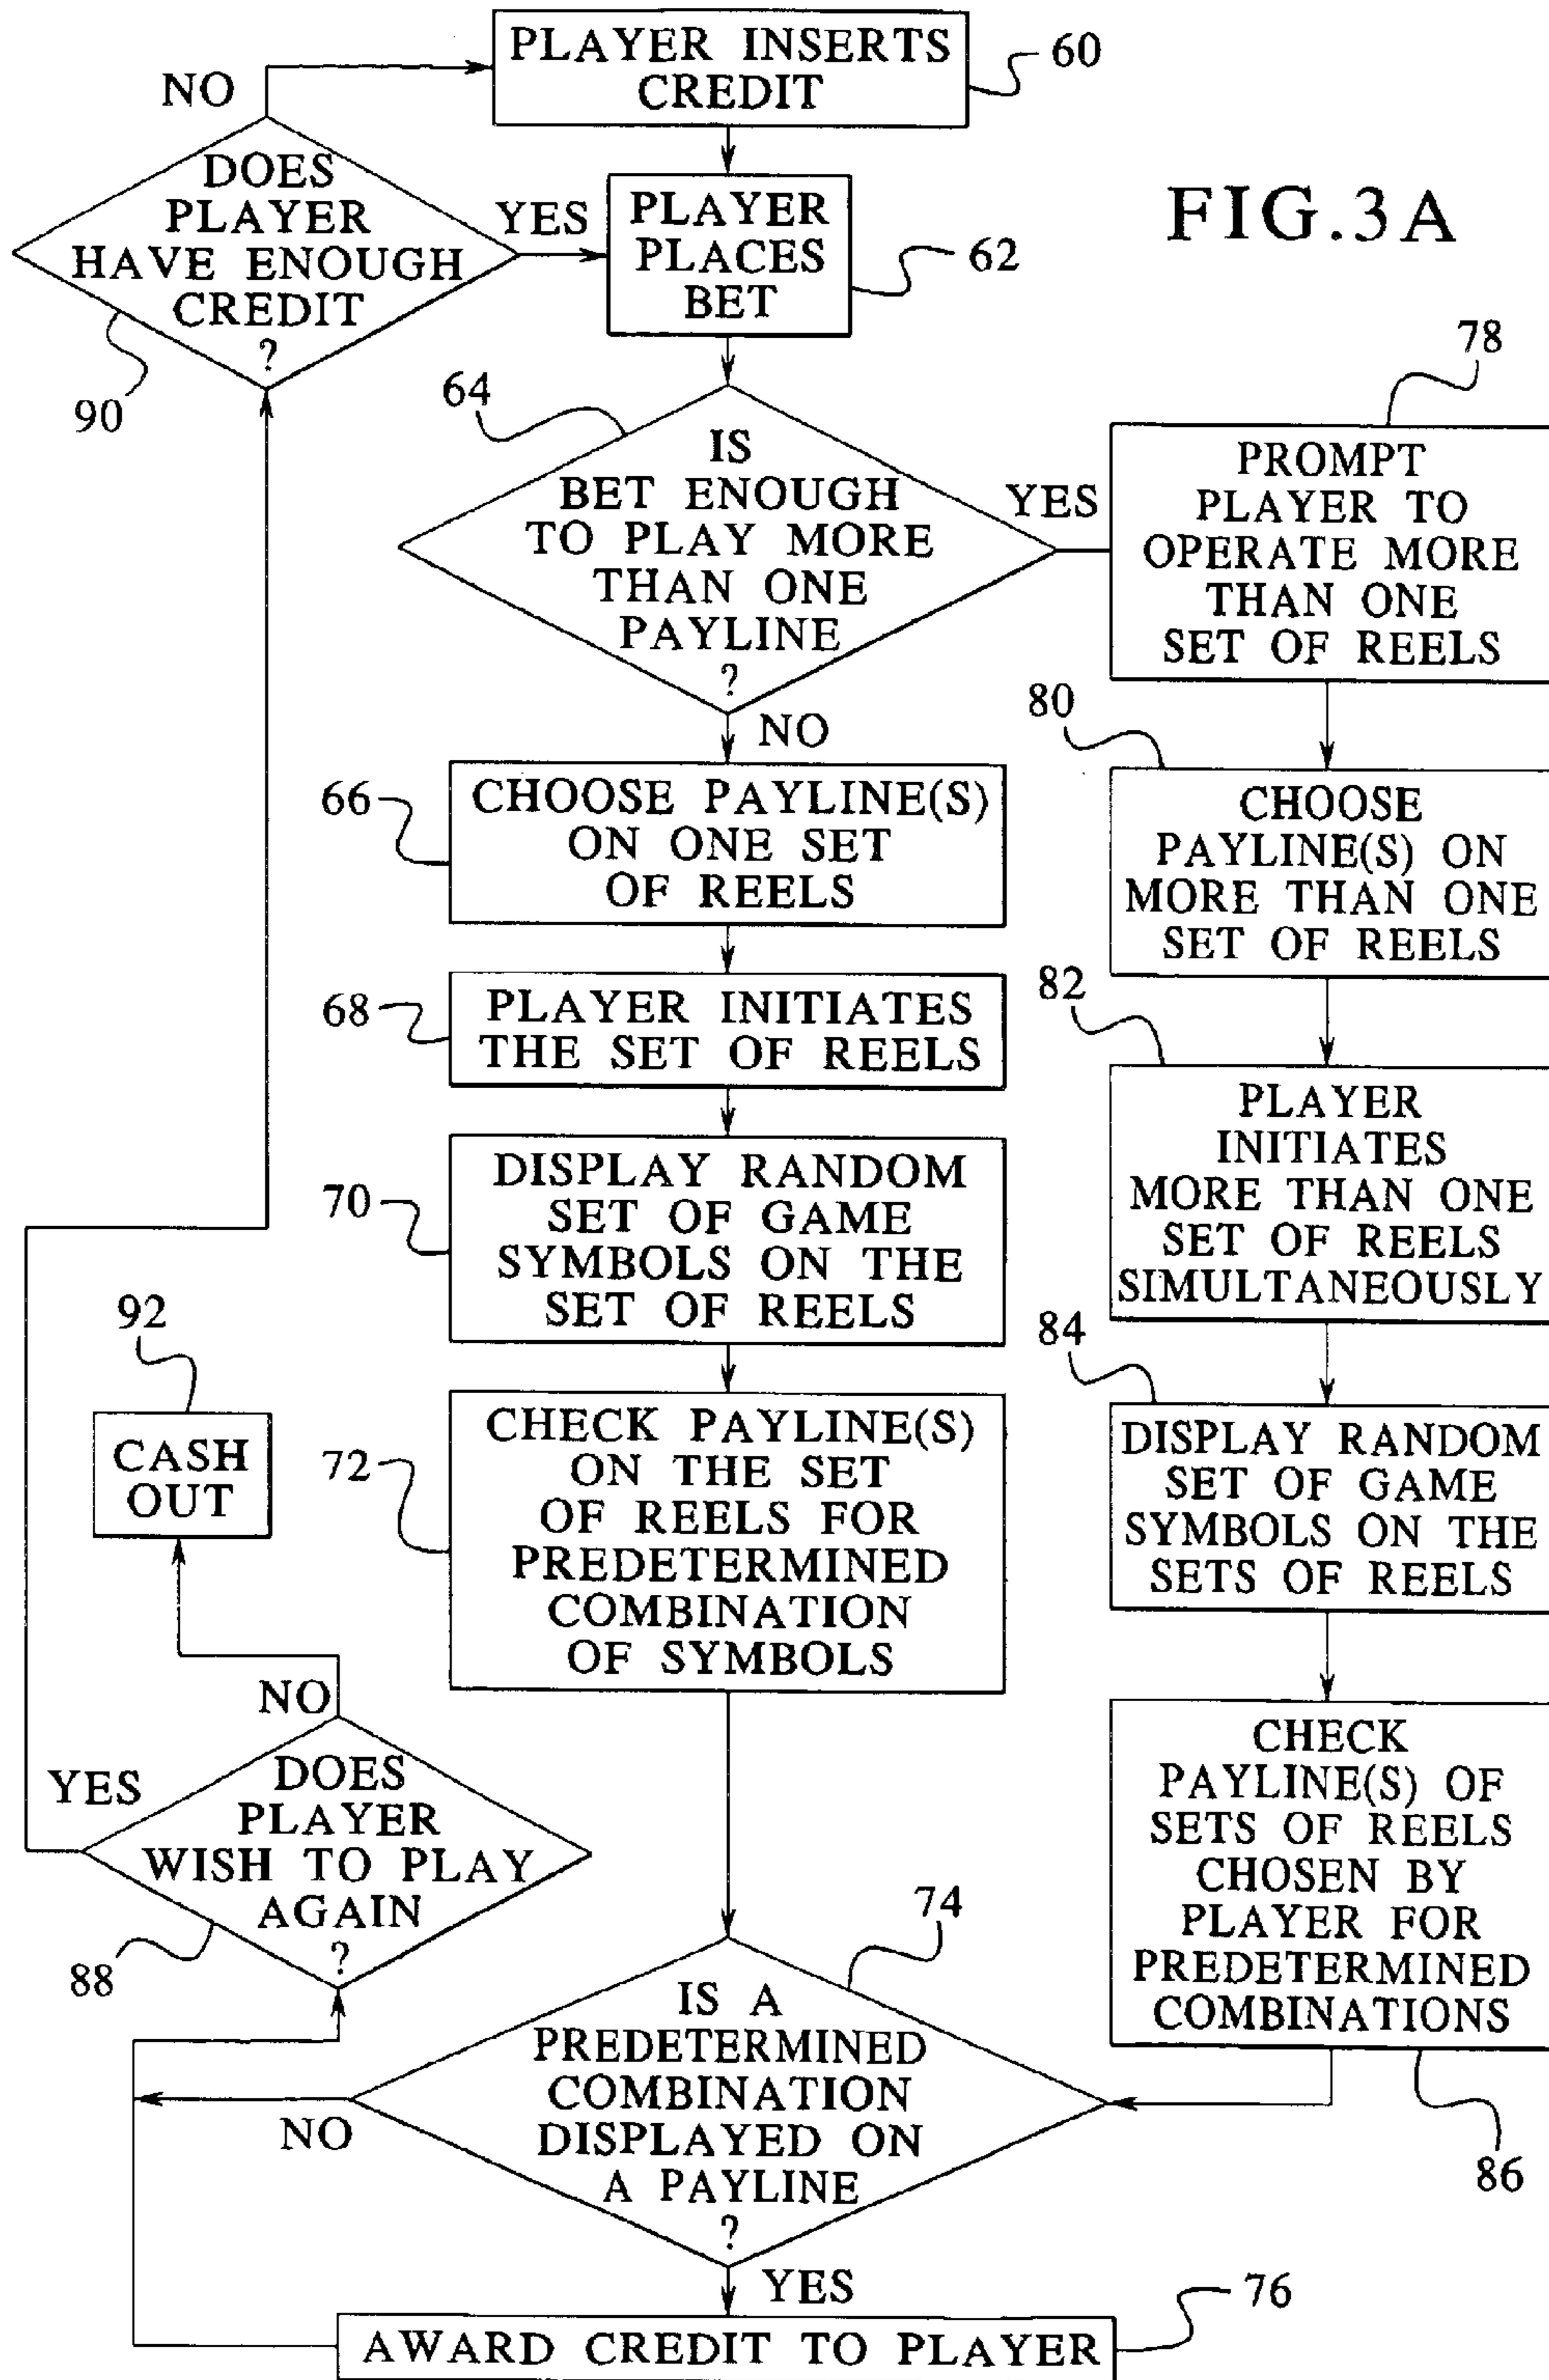 FIG.3A
PLAYER INSERTS
CREDIT
60
NO
DOES
PLAYER
HAVE ENOUGH
CREDIT
?
90
YES
PLAYER
PLACES
BET
62
64
IS
BET ENOUGH
TO PLAY MORE
THAN ONE
PAYLINE
?
YES
NO
78
PROMPT
PLAYER TO
OPERATE MORE
THAN ONE
SET OF REELS
66
CHOOSE PAYLINE(S)
ON ONE SET
OF REELS
80
CHOOSE
PAYLINE(S) ON
MORE THAN ONE
SET OF REELS
68
PLAYER INITIATES
THE SET OF REELS
82
PLAYER
INITIATES
MORE THAN ONE
SET OF REELS
SIMULTANEOUSLY
70
DISPLAY RANDOM
SET OF GAME
SYMBOLS ON THE
SET OF REELS
84
DISPLAY RANDOM
SET OF GAME
SYMBOLS ON THE
SETS OF REELS
92
CASH
OUT
72
CHECK PAYLINE(S)
ON THE SET
OF REELS FOR
PREDETERMINED
COMBINATION
OF SYMBOLS
CHECK
PAYLINE(S) OF
SETS OF REELS
CHOSEN BY
PLAYER FOR
PREDETERMINED
COMBINATIONS
86
NO
YES
DOES
PLAYER
WISH TO PLAY
AGAIN
?
88
74
IS A
PREDETERMINED
COMBINATION
DISPLAYED ON
A PAYLINE
?
NO
YES
76
AWARD CREDIT TO PLAYER